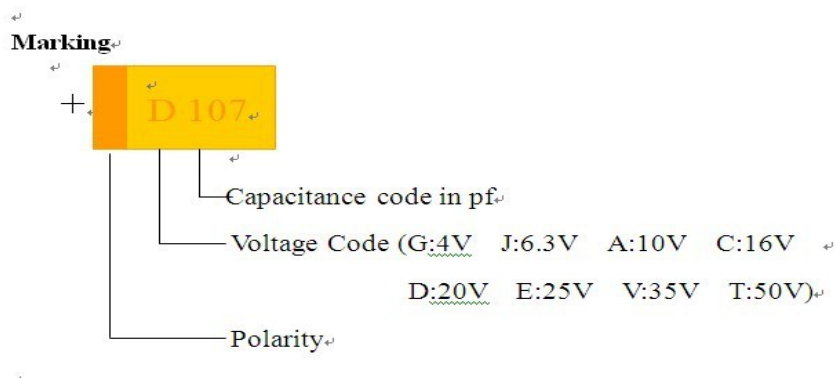 Marking
+
D 107
Capacitance code in pf
Voltage Code (G:4V J:6.3V A:10V C:16V
D:20V E:25V V:35V T:50V)
Polarity